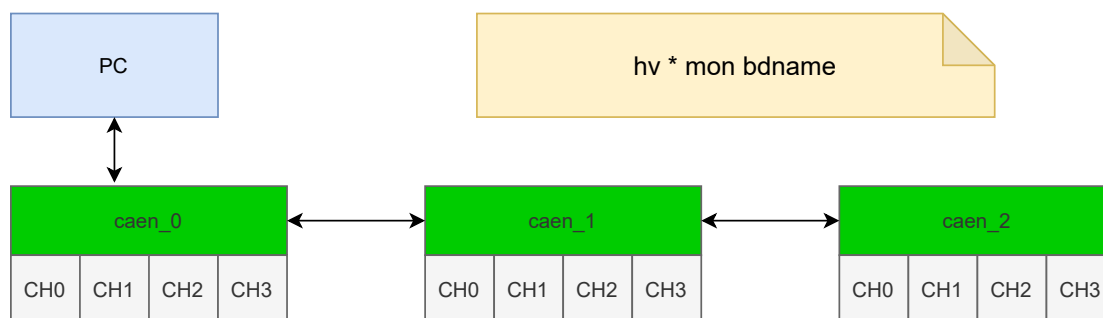 PC
hv * mon bdname
caen_0
caen_1
caen_2
CH0 CH1 CH2 CH3
CH0 CH1 CH2 CH3
CH0 CH1 CH2 CH3